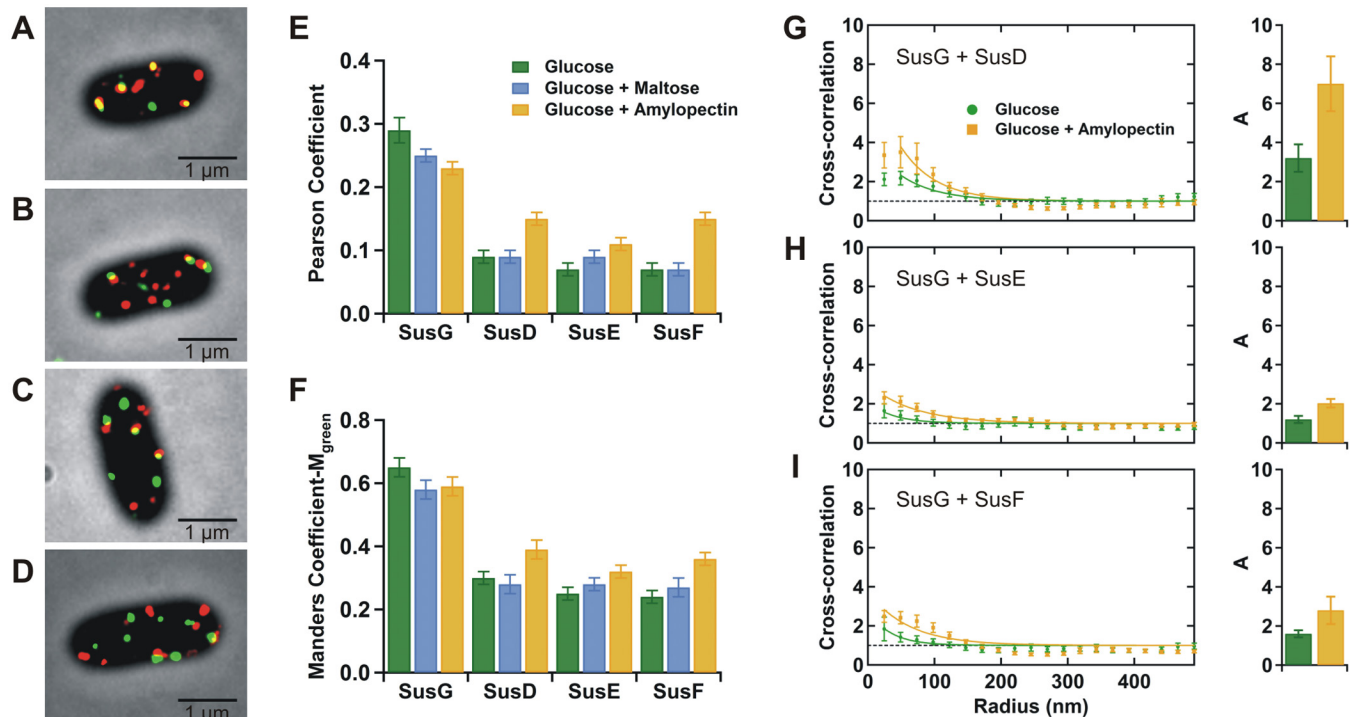 A
1 µm
B
1 µm
C
1 µm
D
1 µm
E
Pearson Coefficient
0.4
0.3
0.2
0.1
0.0
Glucose
Glucose + Maltose
Glucose + Amylopectin
SusG SusD SusE SusF
F
Manders Coefficient-Mgreen
0.8
0.6
0.4
0.2
0.0
SusG SusD SusE SusF
G
Cross-correlation
10
8
6
4
2
0
SusG + SusD
Glucose
Glucose + Amylopectin
A
10
8
6
4
2
0
H
Cross-correlation
10
8
6
4
2
0
SusG + SusE
A
10
8
6
4
2
0
I
Cross-correlation
10
8
6
4
2
0
SusG + SusF
0 100 200 300 400
Radius (nm)
A
10
8
6
4
2
0